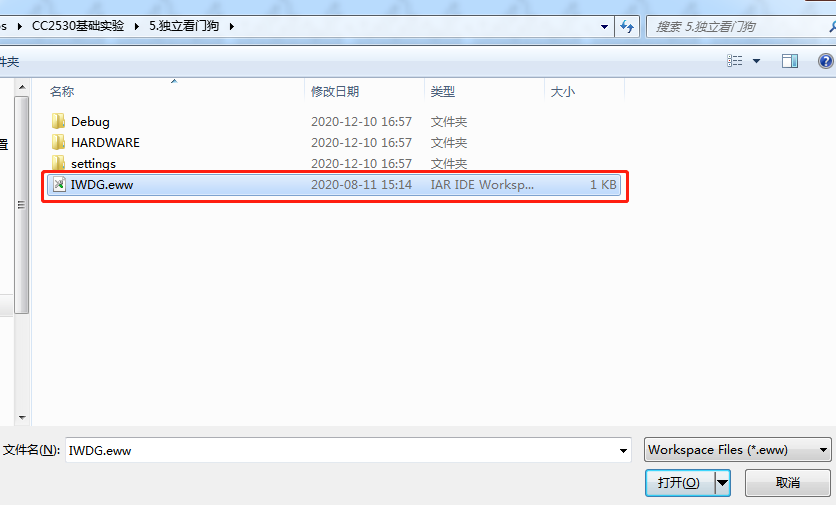 os ▸ CC2530基础实验 ▸ 5.独立看门狗 ▸ 搜索 5.独立看门狗
件夹
名称 修改日期 类型 大小
Debug 2020-12-10 16:57 文件夹
HARDWARE 2020-12-10 16:57 文件夹
置
settings 2020-12-10 16:57 文件夹
IWDG.eww 2020-08-11 15:14 IAR IDE Worksp... 1 KB
文件名(N): IWDG.eww Workspace Files (*.eww)
打开(O) 取消